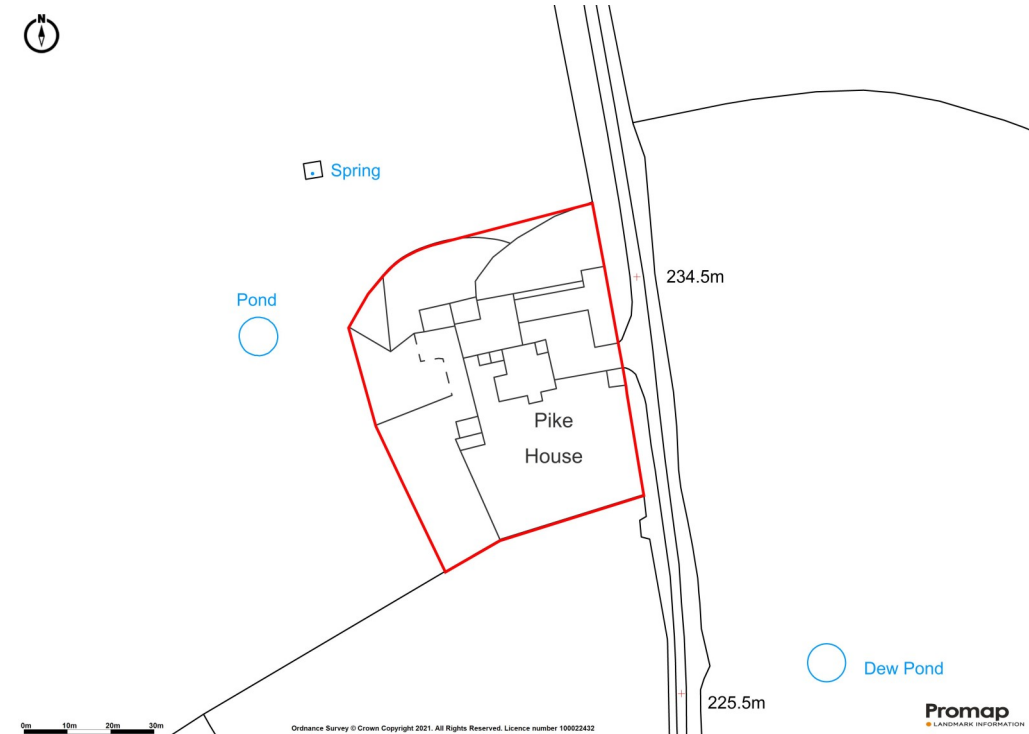 N
Spring
234.5m
Pond
Pike
House
Dew Pond
225.5m
0m 10m 20m 30m
Ordnance Survey © Crown Copyright 2021. All Rights Reserved. Licence number 100022432
Promap
LANDMARK INFORMATION